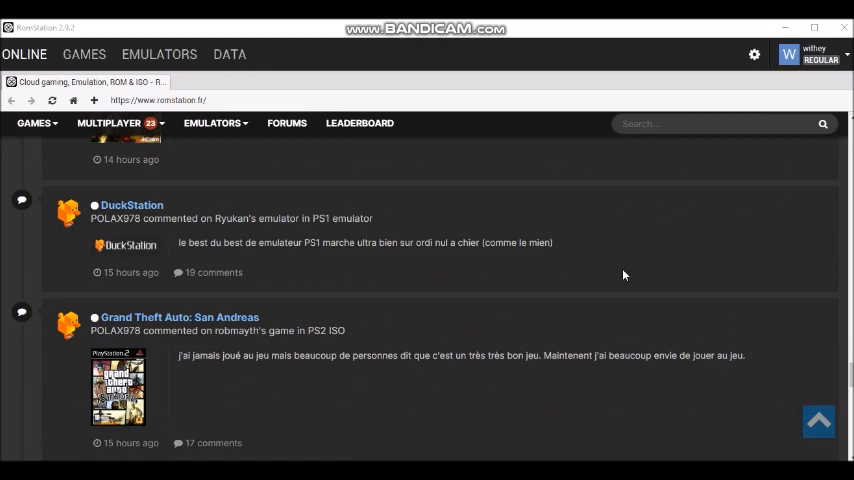 RomStation 2.9.2
www.BANDICAM.com
ONLINE GAMES EMULATORS DATA
W withey REGULAR
Cloud gaming, Emulation, ROM & ISO - R...
https://www.romstation.fr/
GAMES MULTIPLAYER 23 EMULATORS FORUMS LEADERBOARD Search...
14 hours ago
DuckStation
POLAX978 commented on Ryukan's emulator in PS1 emulator
DuckStation
le best du best de emulateur PS1 marche ultra bien sur ordi nul a chier (comme le mien)
15 hours ago 19 comments
Grand Theft Auto: San Andreas
POLAX978 commented on robmayth's game in PS2 ISO
PlayStation 2
grand theft auto
j'ai jamais joué au jeu mais beaucoup de personnes dit que c'est un très très bon jeu. Maintenent j'ai beaucoup envie de jouer au jeu.
15 hours ago 17 comments